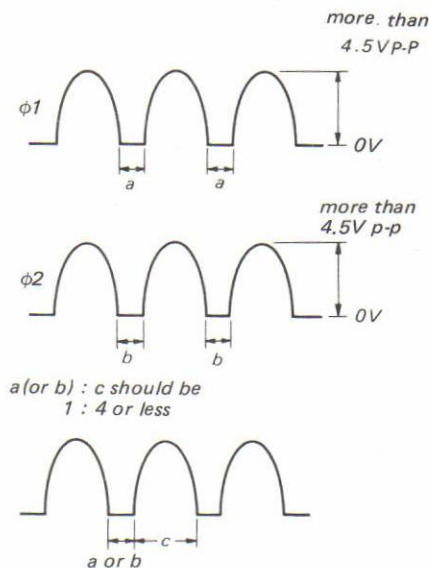 more. than
4.5V P-P
φ1
0V
a
a
more than
4.5V p-p
φ2
0V
b
b
a(or b) : c should be
1 : 4 or less
c
a or b